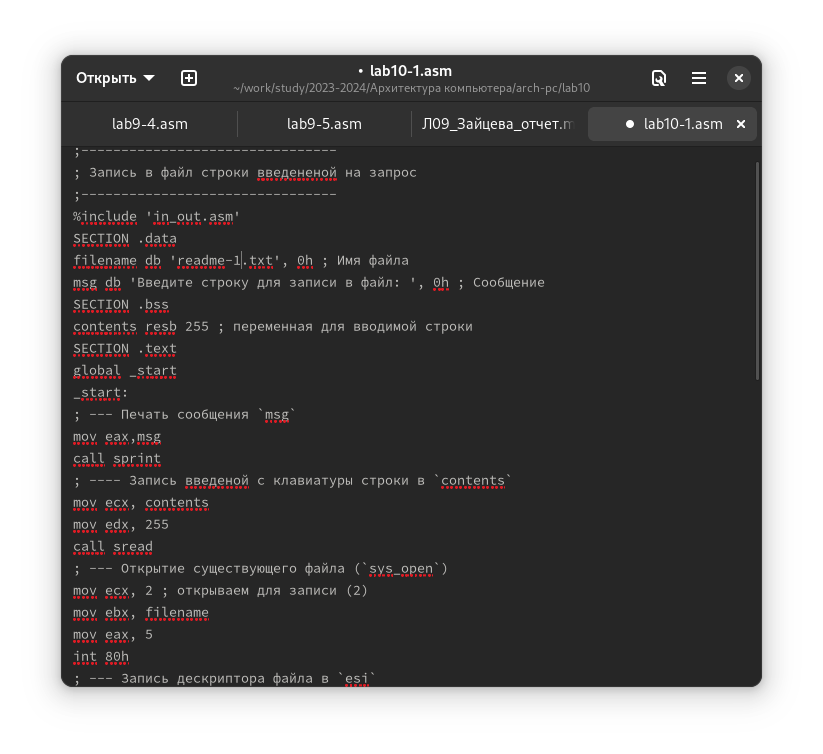 Открыть
• lab10-1.asm
~/work/study/2023-2024/Архитектура компьютера/arch-pc/lab10
lab9-4.asm
lab9-5.asm
Л09_Зайцева_отчет.m
● lab10-1.asm
;--------------------------------
; Запись в файл строки введененой на запрос
;--------------------------------
%include 'in_out.asm'
SECTION .data
filename db 'readme-1.txt', 0h ; Имя файла
msg db 'Введите строку для записи в файл: ', 0h ; Сообщение
SECTION .bss
contents resb 255 ; переменная для вводимой строки
SECTION .text
global _start
_start:
; --- Печать сообщения `msg`
mov eax,msg
call sprint
; ---- Запись введеной с клавиатуры строки в `contents`
mov ecx, contents
mov edx, 255
call sread
; --- Открытие существующего файла (`sys_open`)
mov ecx, 2 ; открываем для записи (2)
mov ebx, filename
mov eax, 5
int 80h
; --- Запись дескриптора файла в `esi`